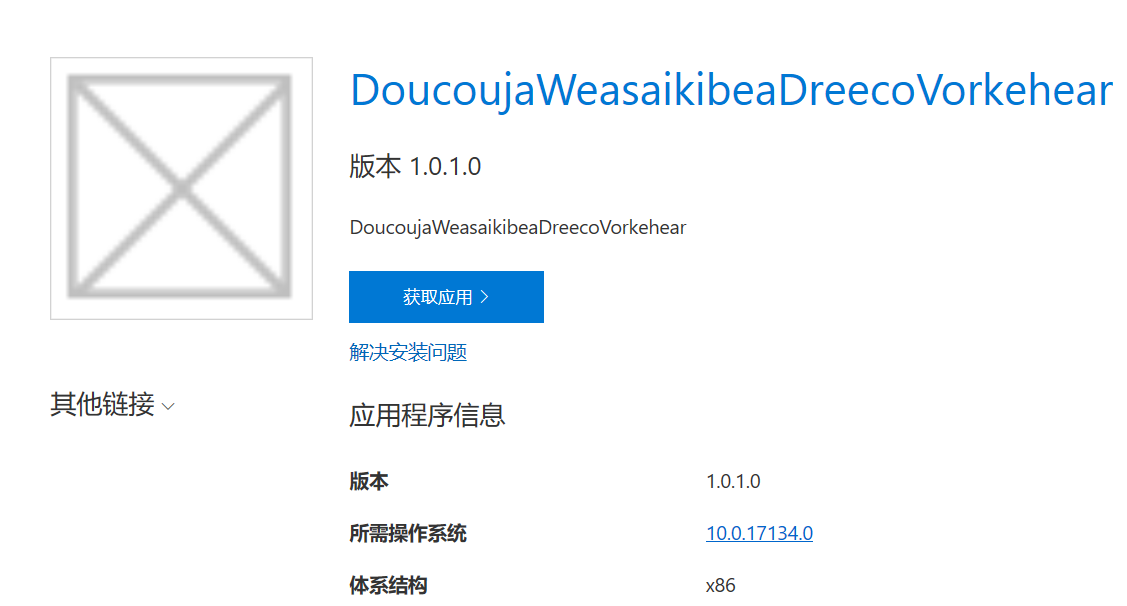 DoucoujaWeasaikibeaDreecoVorkehear
版本 1.0.1.0
DoucoujaWeasaikibeaDreecoVorkehear
获取应用
解决安装问题
其他链接
应用程序信息
版本 1.0.1.0
所需操作系统 10.0.17134.0
体系结构 x86